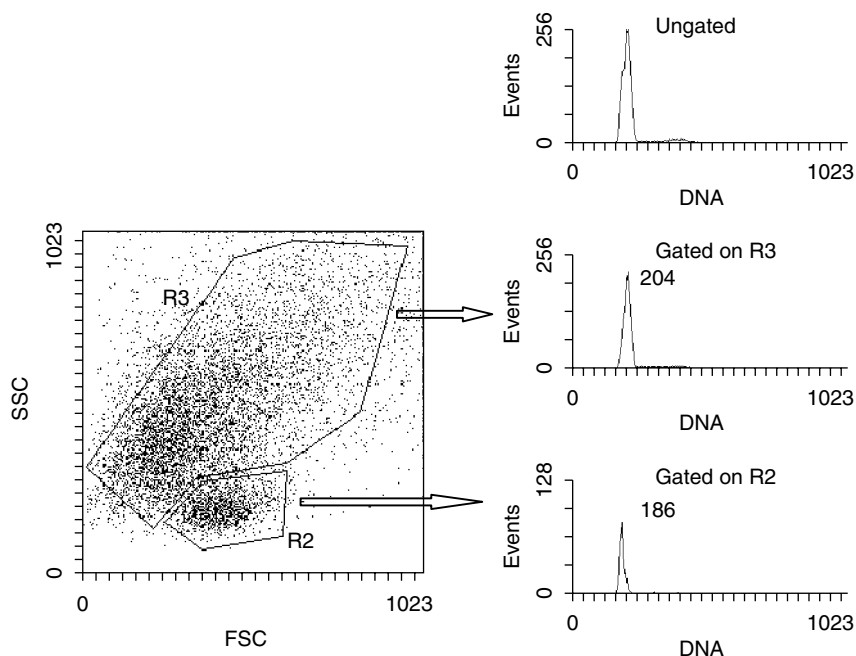 256
Ungated
Events
0
0
1023
DNA
256
Gated on R3
204
Events
0
0
1023
DNA
128
Gated on R2
186
Events
0
0
1023
DNA
1023
R3
SSC
R2
0
0
1023
FSC